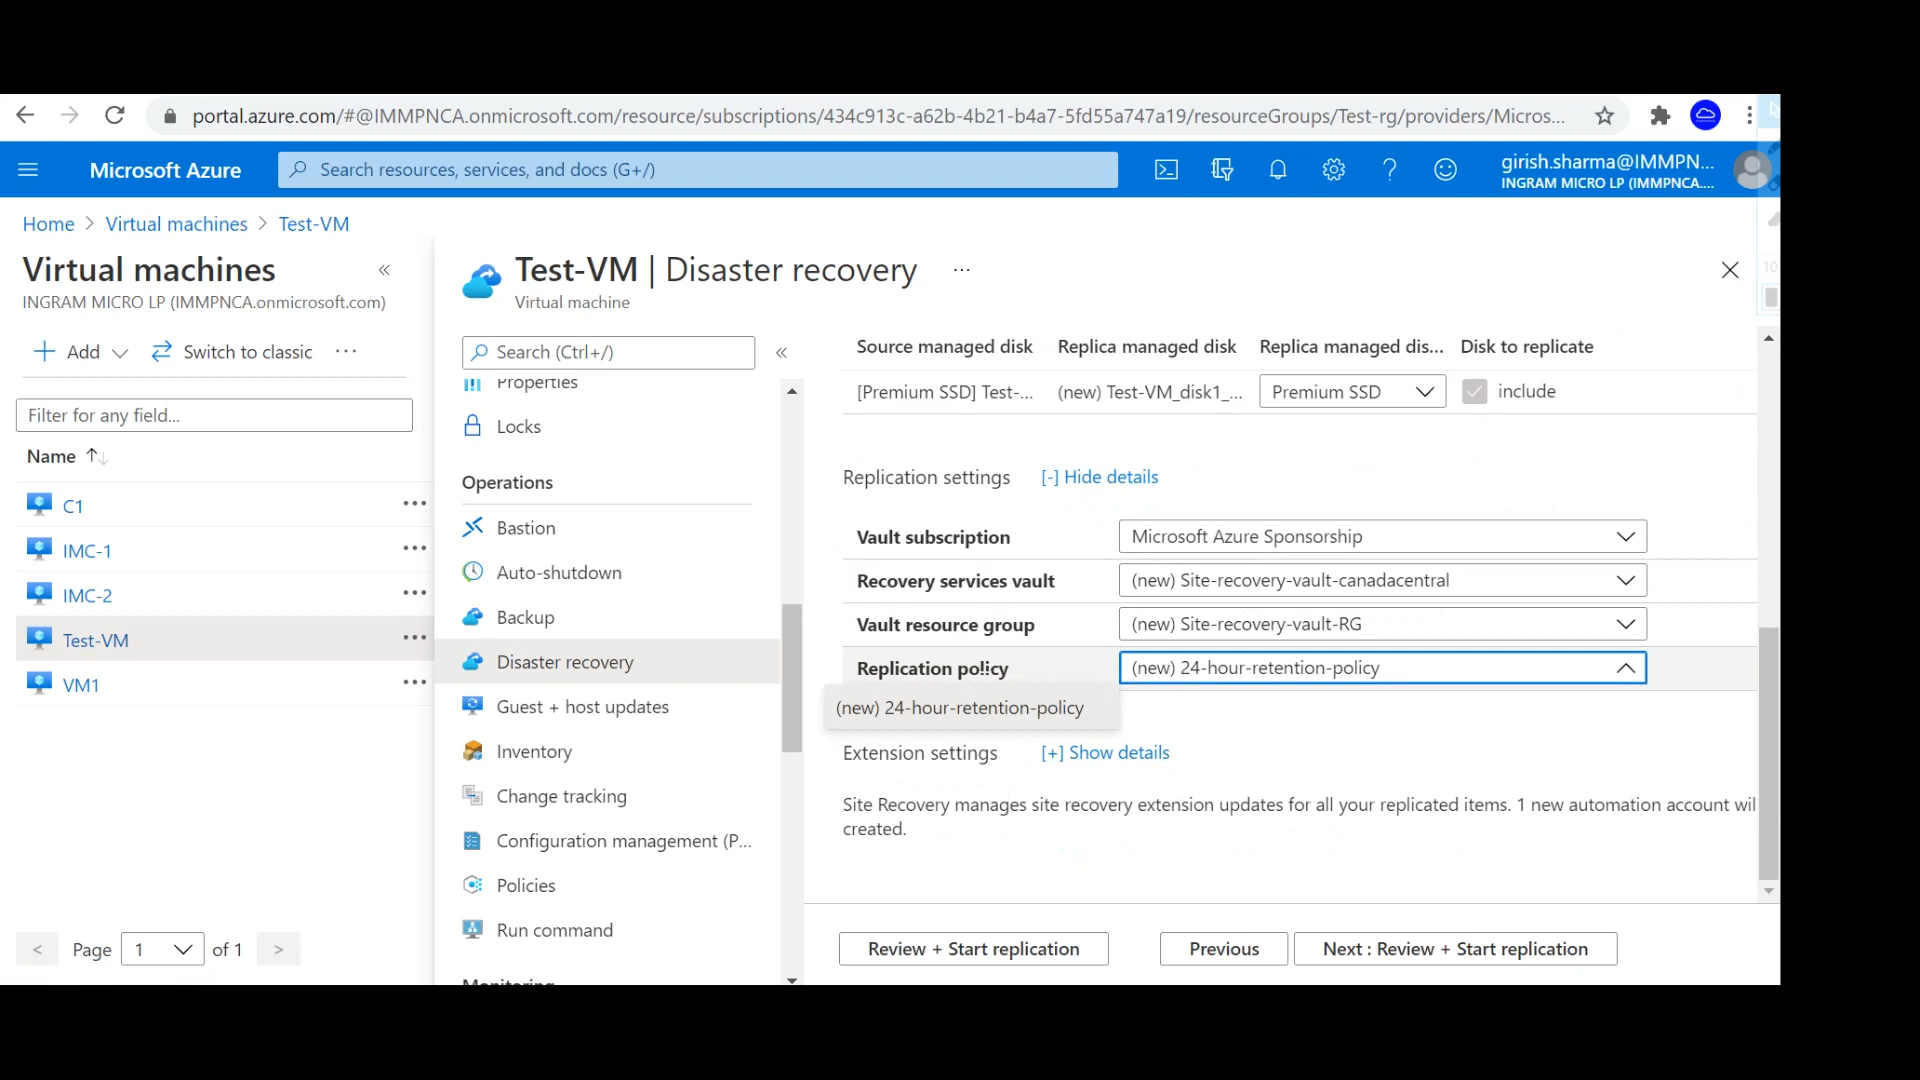 portal.azure.com/#@IMMPNCA.onmicrosoft.com/resource/subscriptions/434c913c-a62b-4b21-b4a7-5fd55a747a19/resourceGroups/Test-rg/providers/Micros...
Microsoft Azure
Search resources, services, and docs (G+/)
girish.sharma@IMMPN...
INGRAM MICRO LP (IMMPNCA....
Home > Virtual machines > Test-VM
Virtual machines
INGRAM MICRO LP (IMMPNCA.onmicrosoft.com)
Add
Switch to classic
Filter for any field...
Name
C1
IMC-1
IMC-2
Test-VM
VM1
< Page 1 of 1 >
Test-VM | Disaster recovery
Virtual machine
Search (Ctrl+/)
Properties
Locks
Operations
Bastion
Auto-shutdown
Backup
Disaster recovery
Guest + host updates
Inventory
Change tracking
Configuration management (P...
Policies
Run command
Monitoring
Source managed disk Replica managed disk Replica managed dis... Disk to replicate
[Premium SSD] Test-... (new) Test-VM_disk1_... Premium SSD include
Replication settings [-] Hide details
Vault subscription Microsoft Azure Sponsorship
Recovery services vault (new) Site-recovery-vault-canadacentral
Vault resource group (new) Site-recovery-vault-RG
Replication policy (new) 24-hour-retention-policy
(new) 24-hour-retention-policy
Extension settings [+] Show details
Site Recovery manages site recovery extension updates for all your replicated items. 1 new automation account wil
created.
Review + Start replication
Previous
Next : Review + Start replication
10